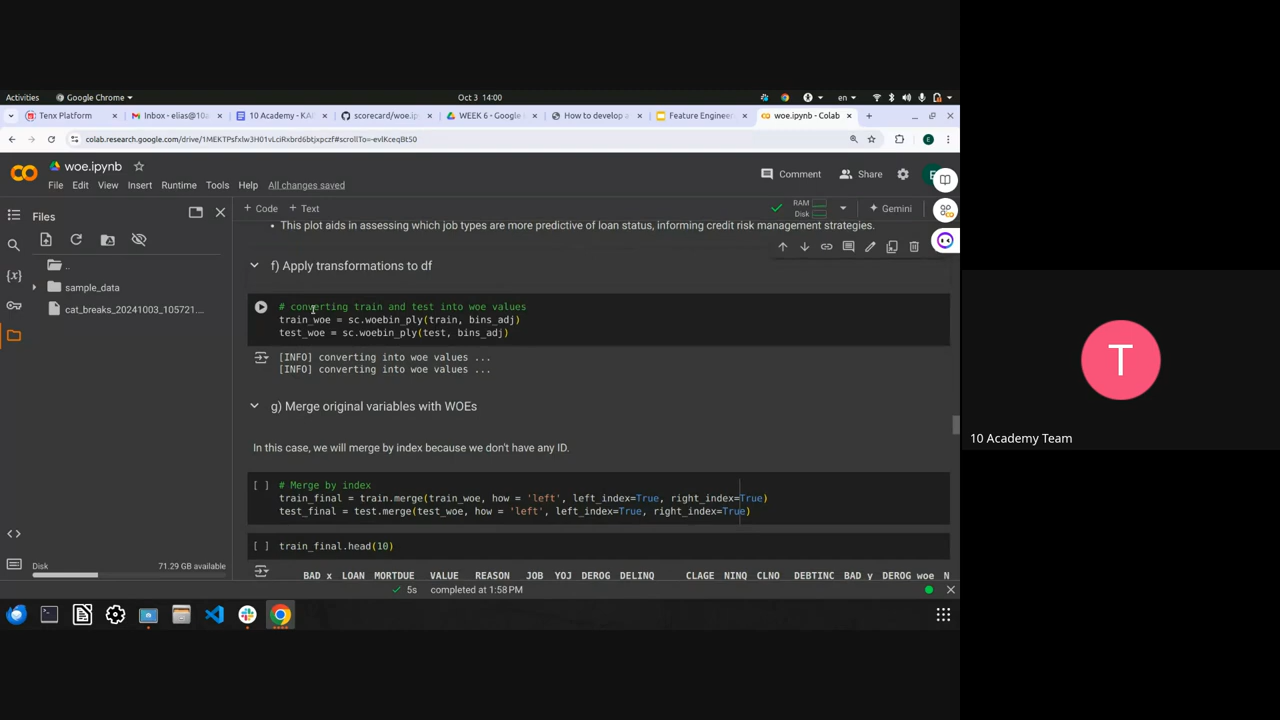 Activities
Google Chrome
Oct 3 14:00
en
Tenx Platform
Inbox - elias@10a
10 Academy - KAI
scorecard/woe.ip
WEEK 6 - Google
How to develop a
Feature Enginee
woe.ipynb - Colab
colab.research.google.com/drive/1MEKTPsfxIw3H01vLciRxbrd6btjxpczf#scrollTo=-evlKceqBt50
woe.ipynb
Comment
Share
E
File Edit View Insert Runtime Tools Help All changes saved
Files
+ Code + Text
RAM
Disk
Gemini
..
sample_data
cat_breaks_20241003_105721...
• This plot aids in assessing which job types are more predictive of loan status, informing credit risk management strategies.
f) Apply transformations to df
# converting train and test into woe values
train_woe = sc.woebin_ply(train, bins_adj)
test_woe = sc.woebin_ply(test, bins_adj)
[INFO] converting into woe values ...
[INFO] converting into woe values ...
g) Merge original variables with WOEs
In this case, we will merge by index because we don't have any ID.
[ ] # Merge by index
train_final = train.merge(train_woe, how = 'left', left_index=True, right_index=True)
test_final = test.merge(test_woe, how = 'left', left_index=True, right_index=True)
[ ] train_final.head(10)
BAD_x LOAN MORTDUE VALUE REASON JOB YOJ DEROG DELINQ CLAGE NINQ CLNO DEBTINC BAD_y DEROG_woe N
Disk
71.29 GB available
5s completed at 1:58 PM
T
10 Academy Team